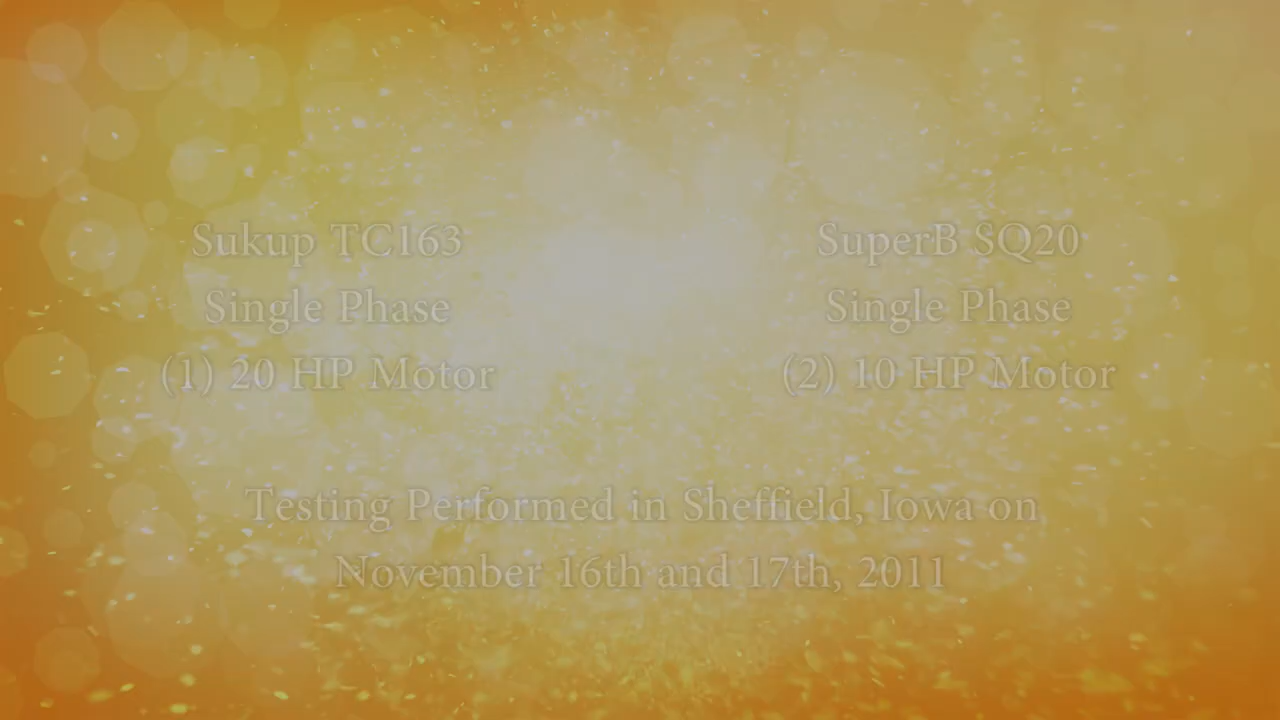 Sukup TC163
Single Phase
(1) 20 HP Motor
SuperB SQ20
Single Phase
(2) 10 HP Motor
Testing Performed in Sheffield, Iowa on
November 16th and 17th, 2011